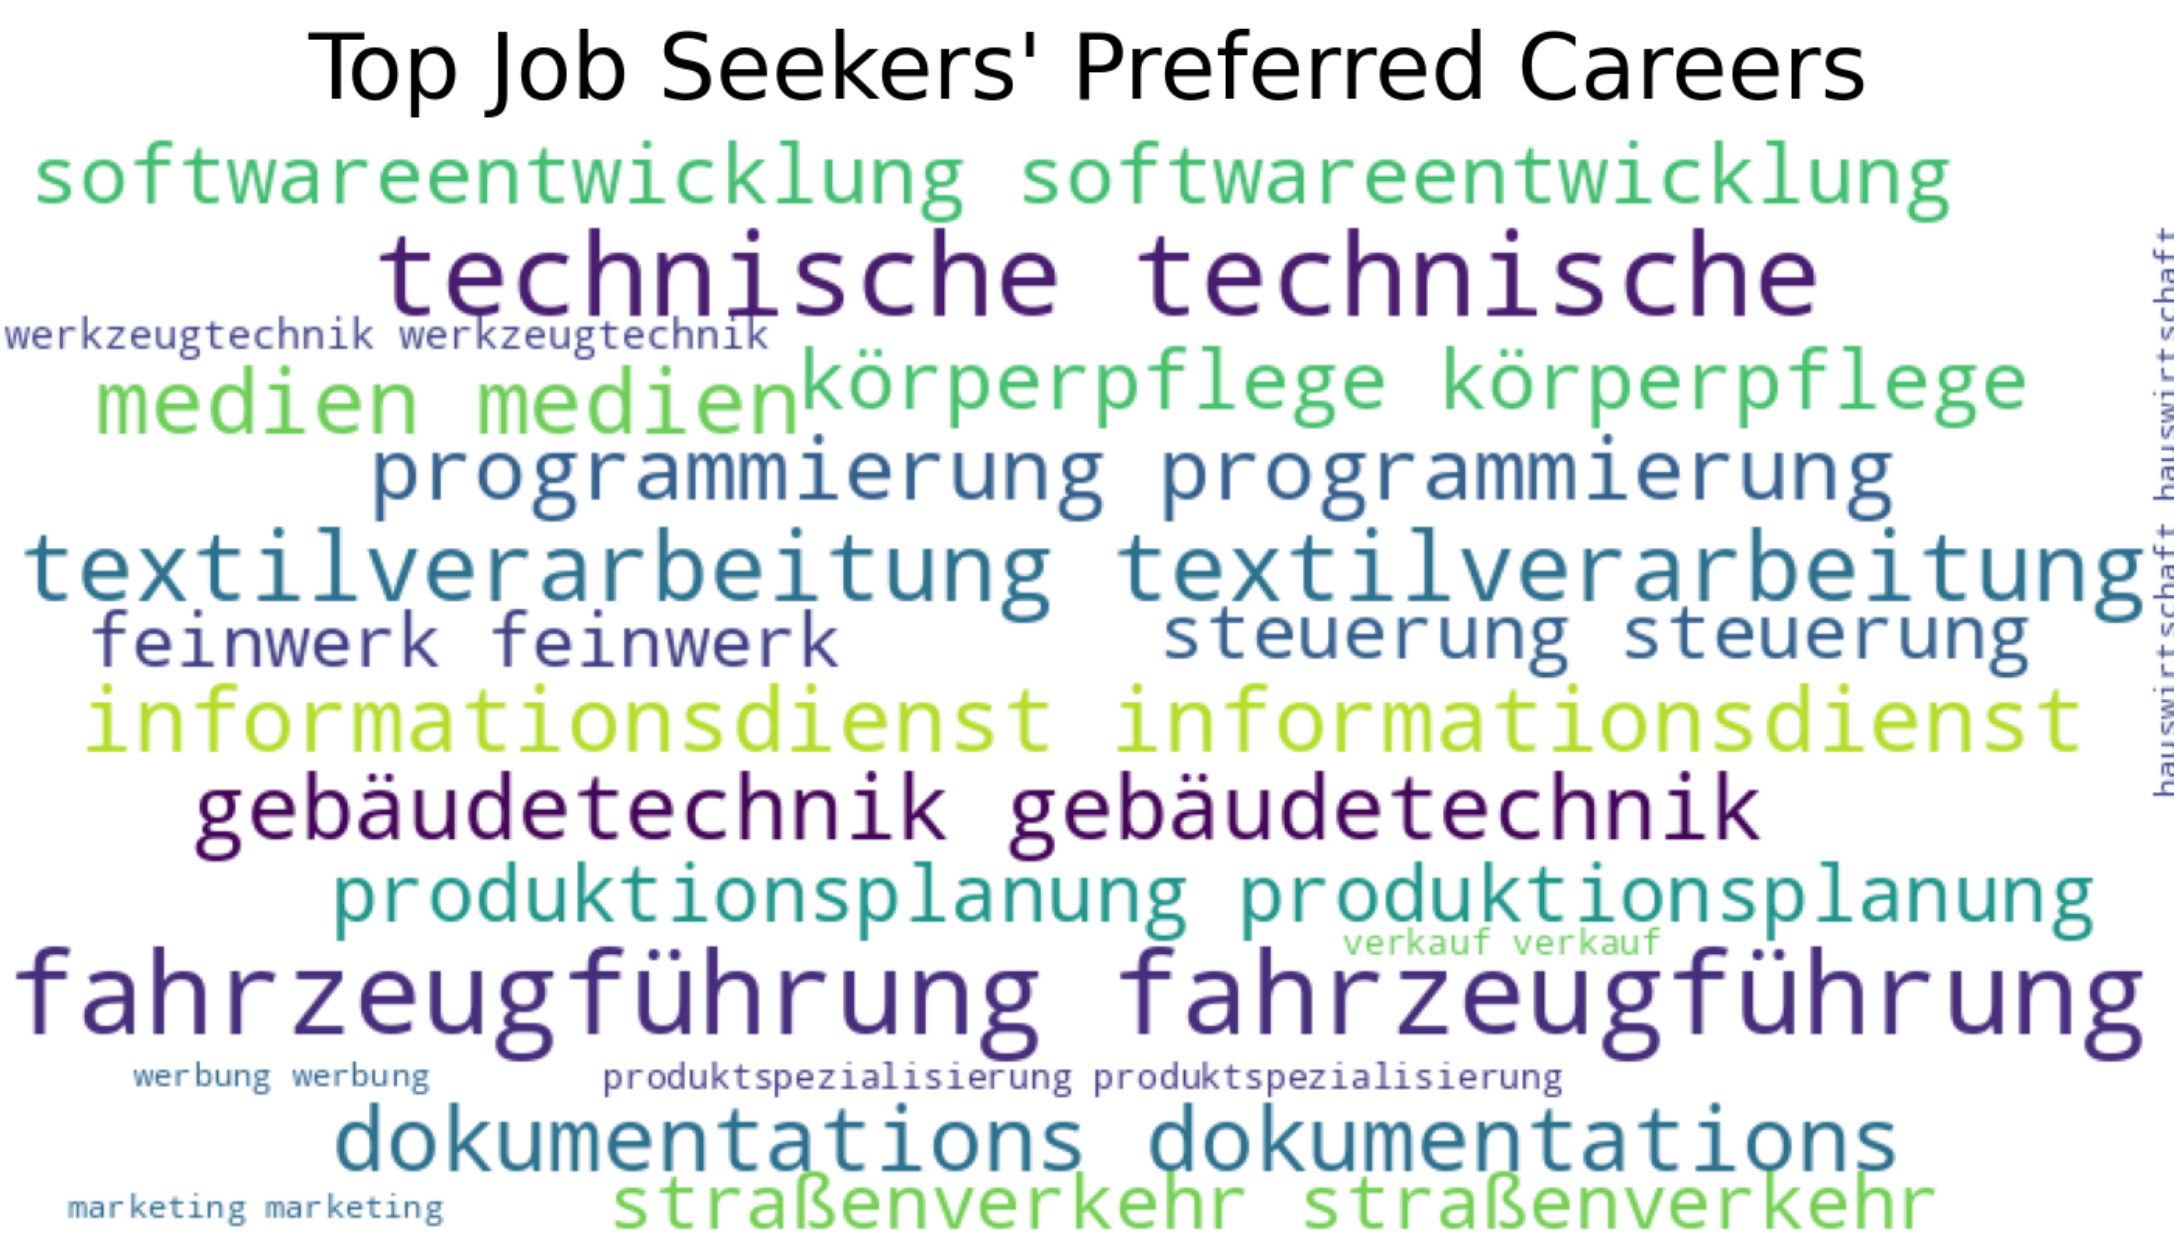 Top Job Seekers' Preferred Careers
softwareentwicklung softwareentwicklung
technische technische
werkzeugtechnik werkzeugtechnik
medien medien
körperpflege körperpflege
programmierung programmierung
textilverarbeitung textilverarbeitung
feinwerk feinwerk
steuerung steuerung
informationsdienst informationsdienst
gebäudetechnik gebäudetechnik
produktionsplanung produktionsplanung
verkauf verkauf
fahrzeugführung fahrzeugführung
werbung werbung
produktspezialisierung produktspezialisierung
dokumentations dokumentations
marketing marketing
straßenverkehr straßenverkehr
hauswirtschaft hauswirtschaft